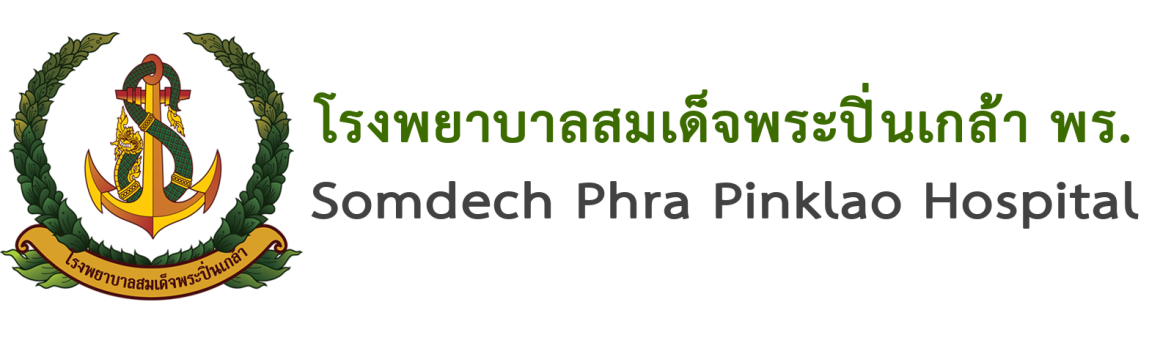 โรงพยาบาลสมเด็จพระปิ่นเกล้า พร.
Somdech Phra Pinklao Hospital
โรงพยาบาลสมเด็จพระปิ่นเกล้า